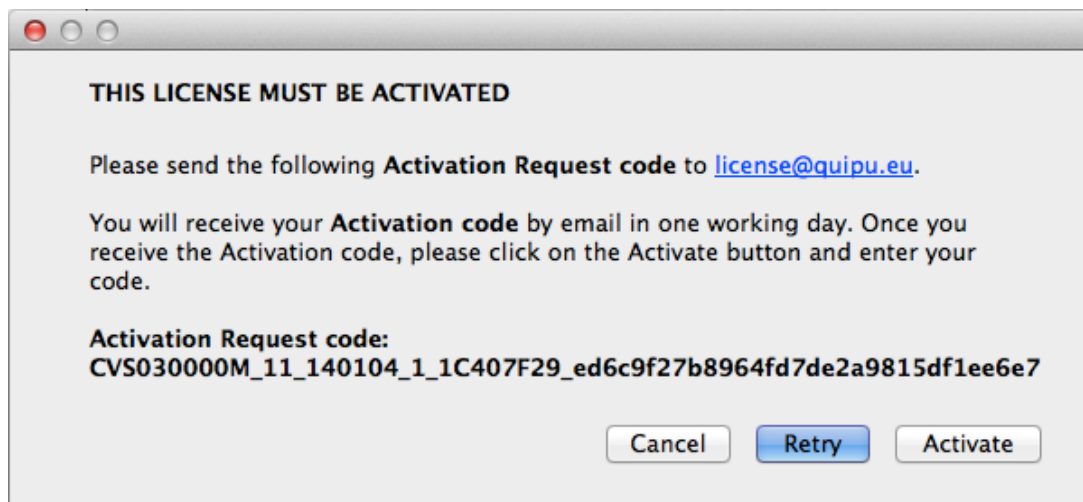 THIS LICENSE MUST BE ACTIVATED
Please send the following Activation Request code to license@quipu.eu.
You will receive your Activation code by email in one working day. Once you
receive the Activation code, please click on the Activate button and enter your
code.
Activation Request code:
CVS030000M_11_140104_1_1C407F29_ed6c9f27b8964fd7de2a9815df1ee6e7
Cancel Retry Activate